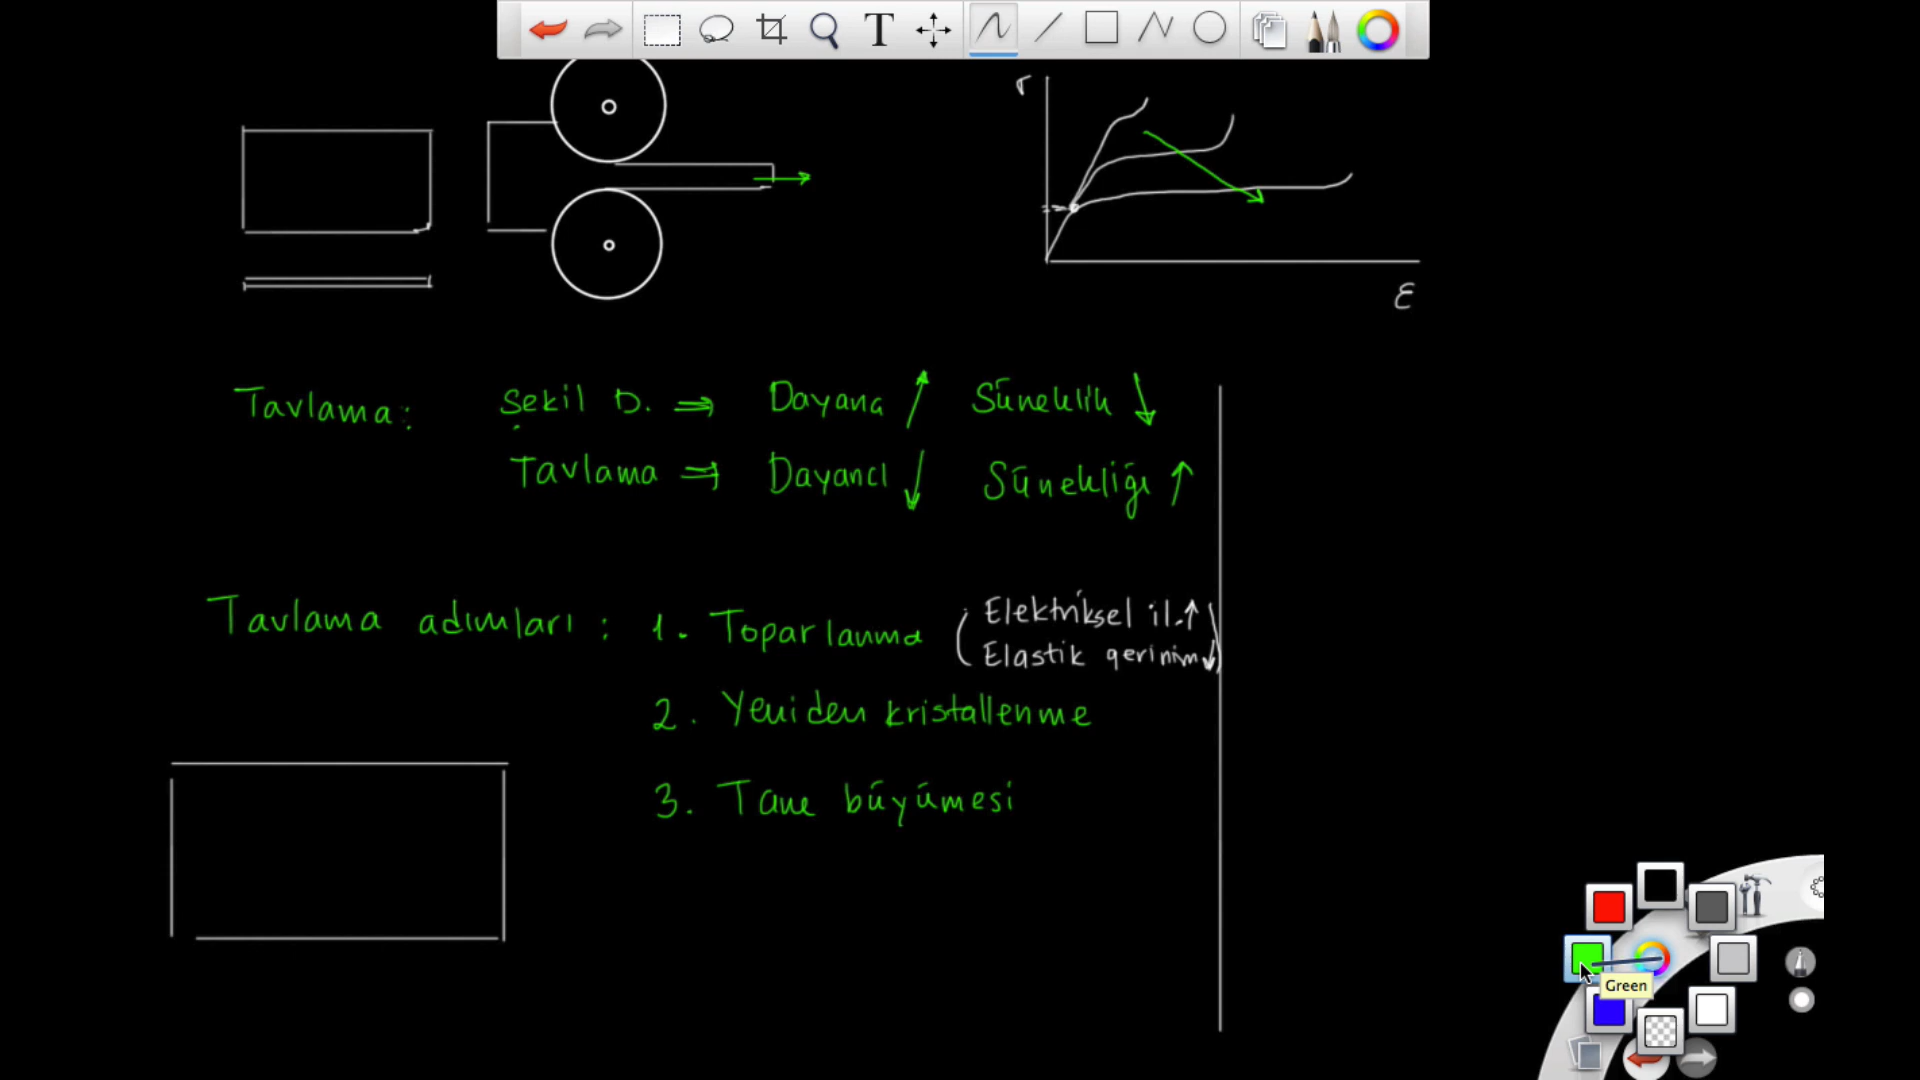 T
σ
ε
Tavlama: Şekil D. ⇒ Dayanc ↑ Süneklik ↓
Tavlama ⇒ Dayancı ↓ Sünekliği ↑
Tavlama adımları : 1. Toparlanma (Elektriksel il.↑
Elastik gerinim↓)
2. Yeniden kristallenme
3. Tane büyümesi
Green